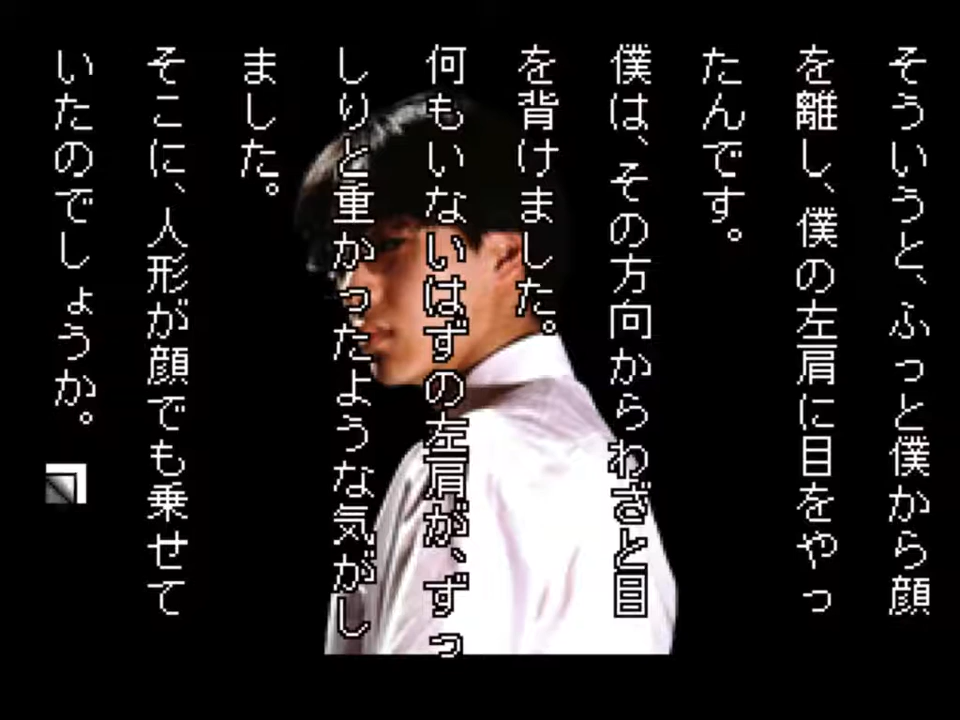 そういうと、ふっと僕から顔
を離し、僕の左肩に目をやっ
たんです。
僕は、その方向からわざと目
を背けました。
何もいないはずの左肩が、ずっ
しりと重かったような気がし
ました。
そこに、人形が顔でも乗せて
いたのでしょうか。